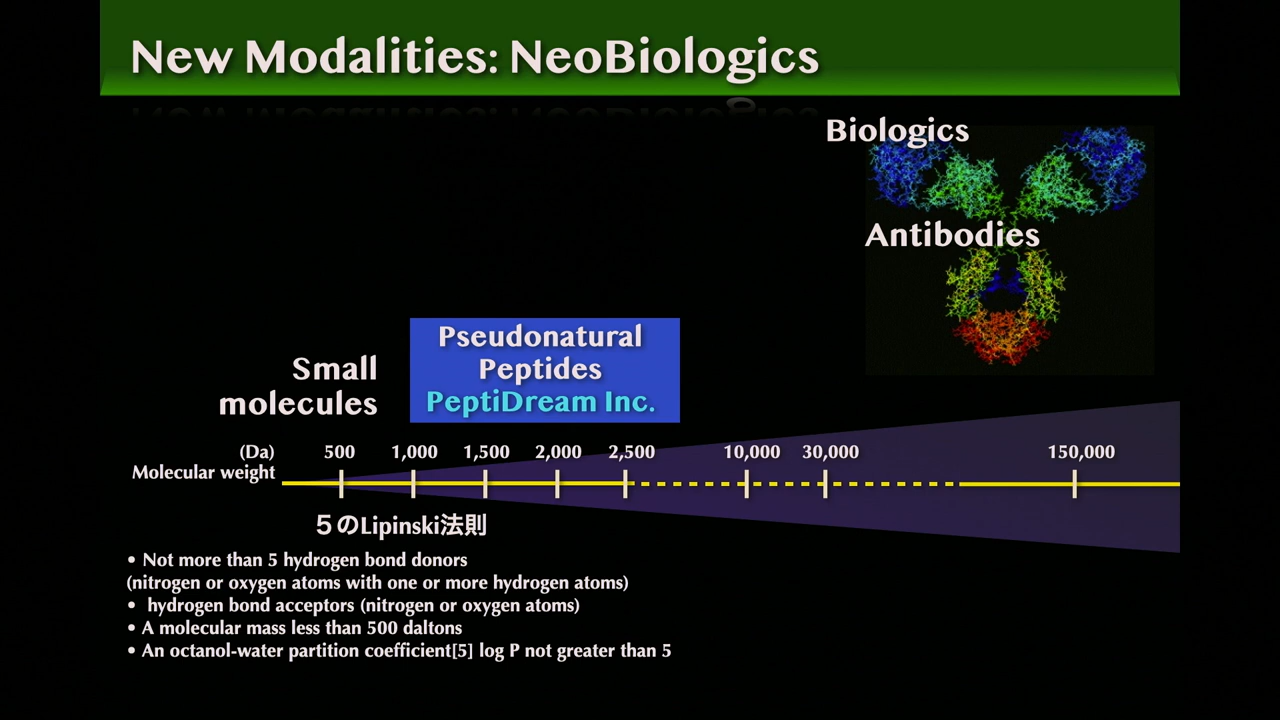 New Modalities: NeoBiologics
Biologics
Antibodies
Pseudonatural
Peptides
PeptiDream Inc.
Small
molecules
(Da)
Molecular weight
500
1,000
1,500
2,000
2,500
10,000
30,000
150,000
５のLipinski法則
• Not more than 5 hydrogen bond donors
(nitrogen or oxygen atoms with one or more hydrogen atoms)
• hydrogen bond acceptors (nitrogen or oxygen atoms)
• A molecular mass less than 500 daltons
• An octanol-water partition coefficient[5] log P not greater than 5